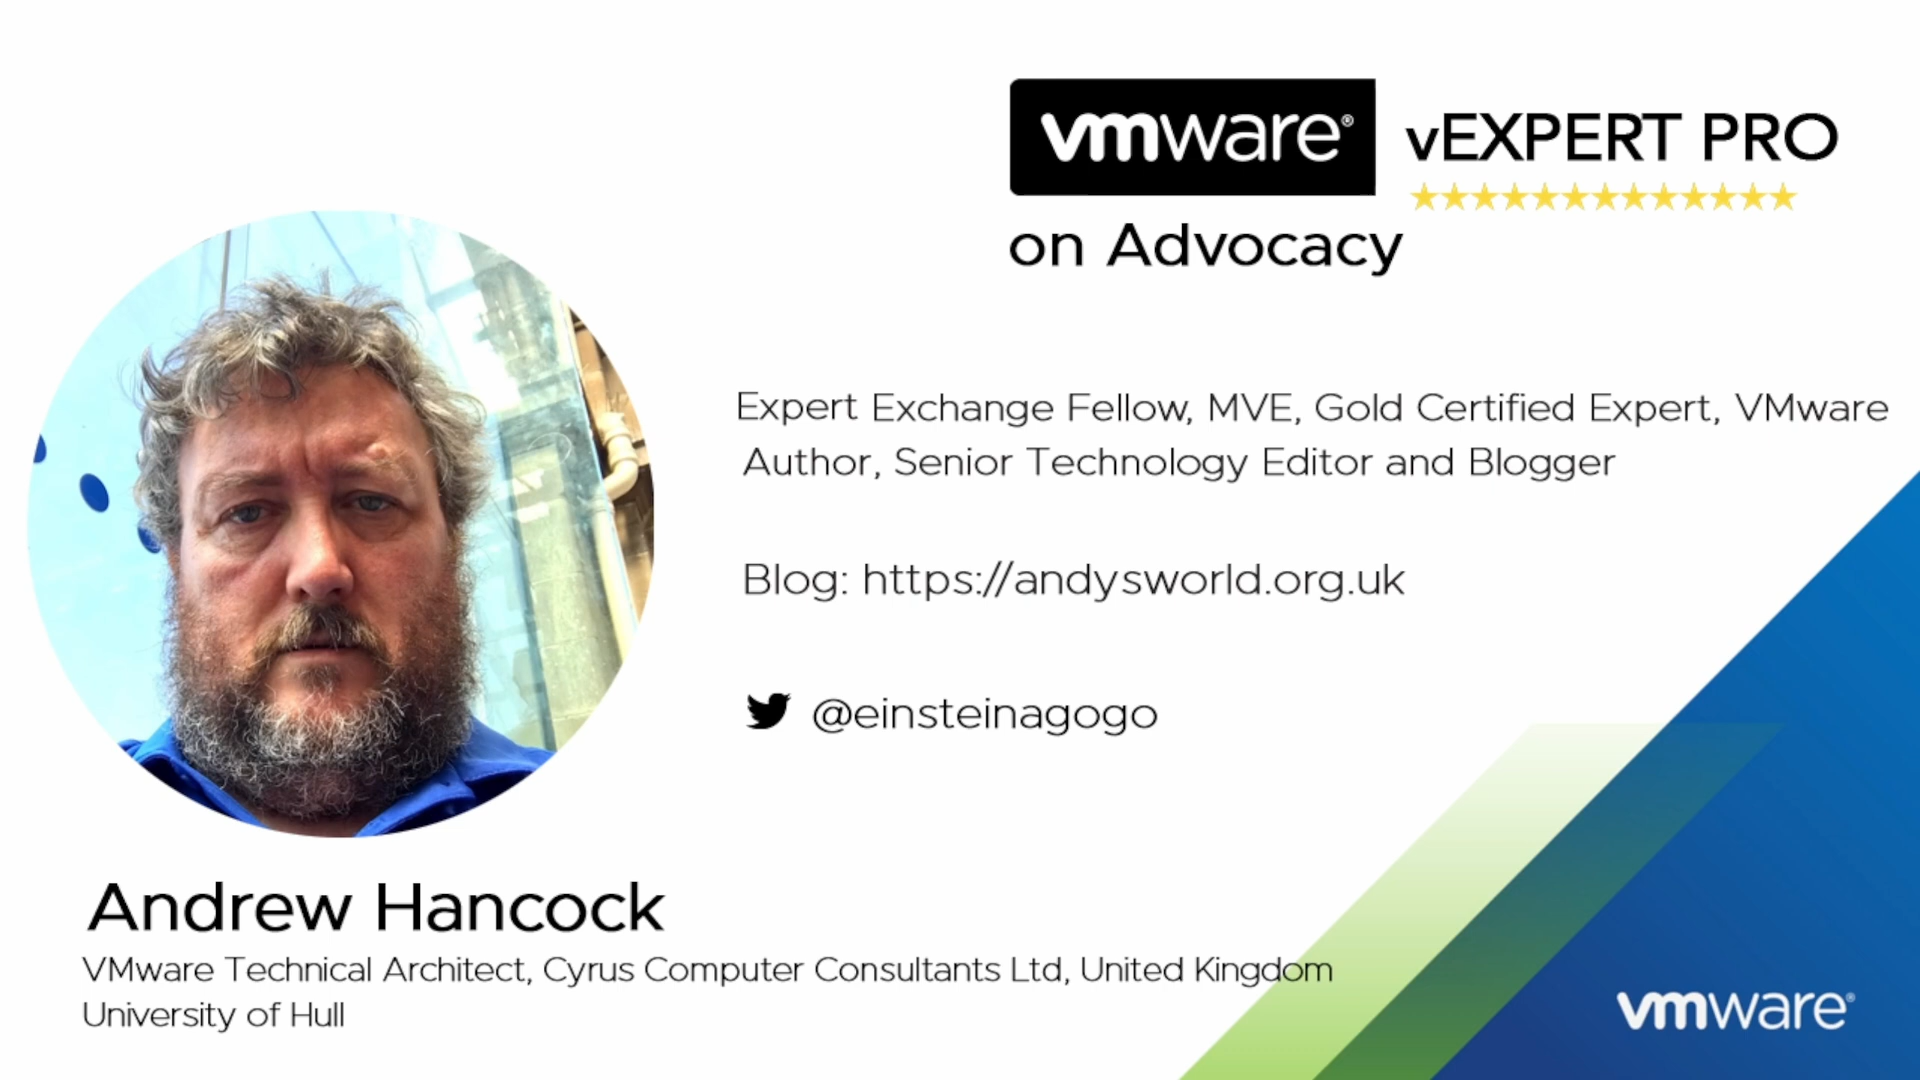 vmware® vEXPERT PRO
on Advocacy
Expert Exchange Fellow, MVE, Gold Certified Expert, VMware
Author, Senior Technology Editor and Blogger
Blog: https://andysworld.org.uk
@einsteinagogo
Andrew Hancock
VMware Technical Architect, Cyrus Computer Consultants Ltd, United Kingdom
University of Hull
vmware®